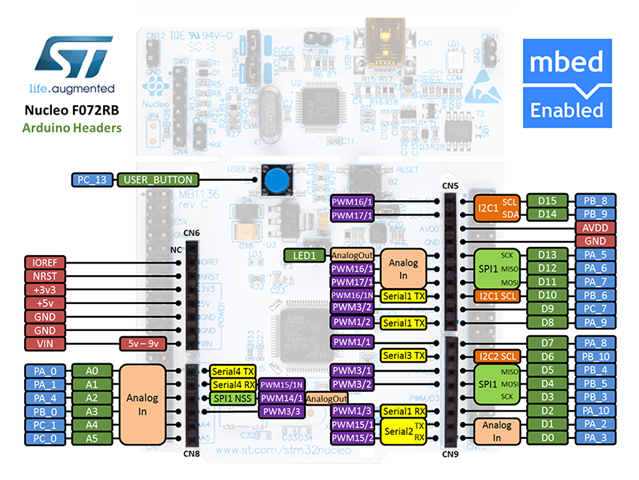 ST
life.augmented
Nucleo F072RB
Arduino Headers
mbed
Enabled
PC_13 USER_BUTTON
USER
MB1136
rev. C
B2
CN5
PWM16/1 I2C1 SCL D15 PB_8
PWM17/1 SDA D14 PB_9
AVDD
GND
LED1 AnalogOut Analog In SPI1 SCK D13 PA_5
PWM16/1 MISO D12 PA_6
PWM17/1 MOSI D11 PA_7
PWM16/1N Serial1 TX I2C1 SCL D10 PB_6
PWM3/2 D9 PC_7
PWM1/2 Serial1 TX D8 PA_9
CN6
NC
IOREF
NRST
+3v3
+5v
GND
GND
VIN 5v – 9v
PWM1/1 D7 PA_8
Serial3 TX I2C2 SCL D6 PB_10
PWM3/1 SPI1 MISO D5 PB_4
PWM3/2 MOSI D4 PB_5
SCK D3 PB_3
PWM1/3 Serial1 RX D2 PA_10
PWM15/1 Serial2 TX Analog In D1 PA_2
PWM15/2 RX D0 PA_3
CN9
PA_0 A0 Analog In Serial4 TX
PA_1 A1 Serial4 RX PWM15/1N
PA_4 A2 SPI1 NSS PWM14/1 AnalogOut
PB_0 A3 PWM3/3
PC_1 A4
PC_0 A5
CN8
www.st.com/stm32nucleo